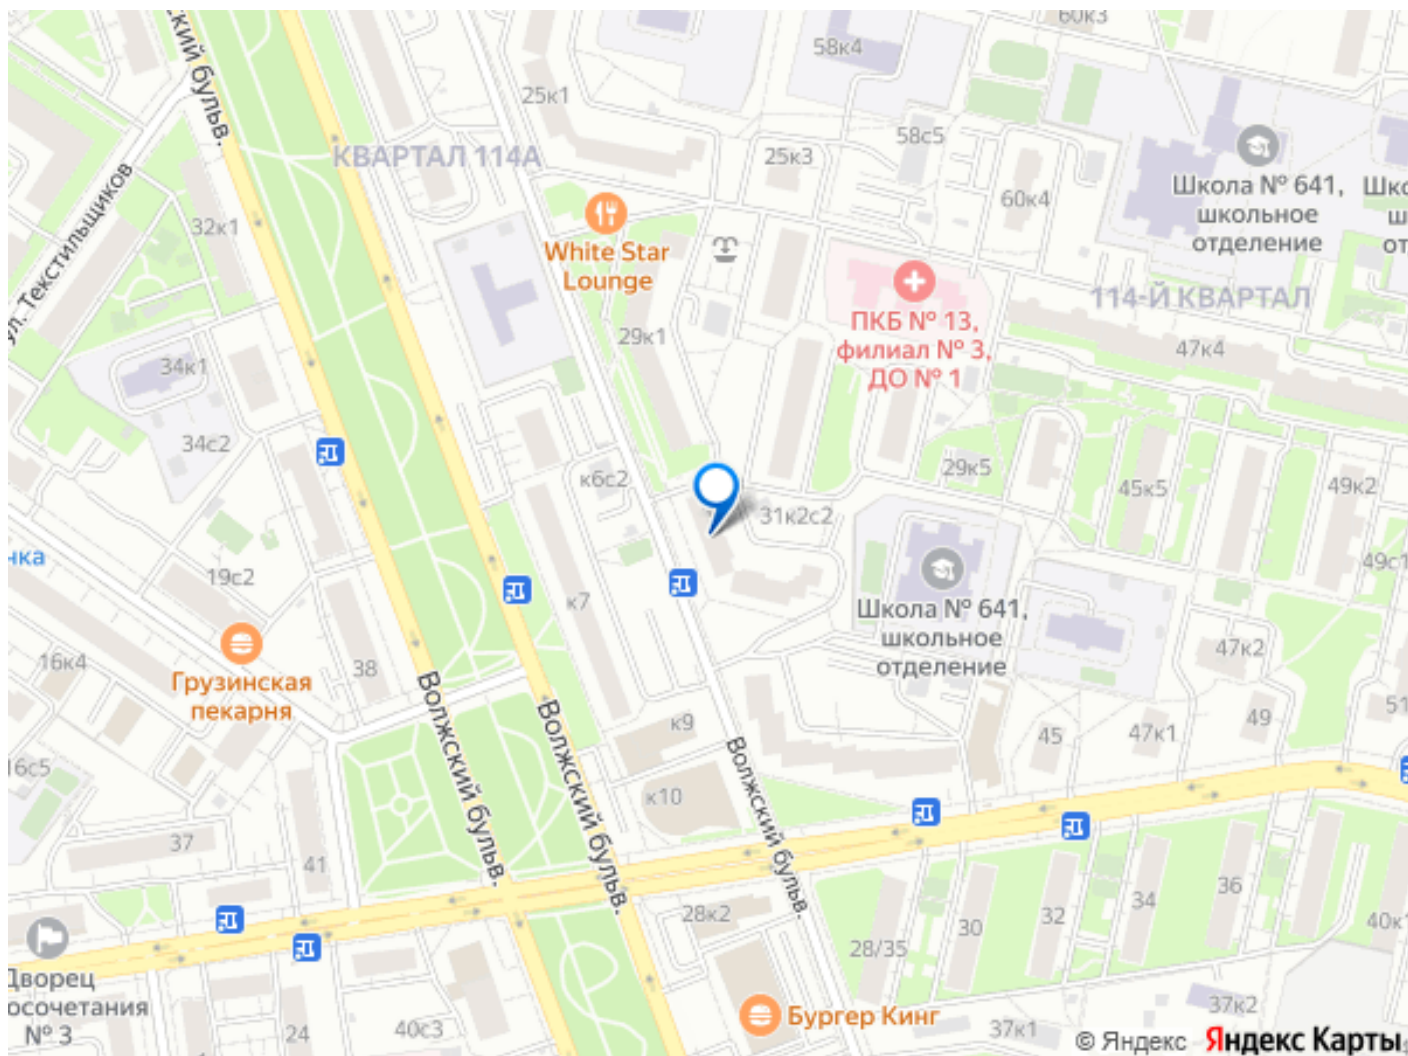 60к3
58к4
25к1
58с5
КВАРТАЛ 114А
25к3
Школа № 641,
школьное
отделение
60к4
32к1
ул. Текстильщиков
White Star
Lounge
114-Й КВАРТАЛ
ПКБ № 13,
филиал № 3,
ДО № 1
29к1
47к4
34к1
34с2
29к5
к6с2
45к5
49к2
31к2с2
49с1
19с2
к7
Школа № 641,
школьное
отделение
47к2
16к4
38
Грузинская
пекарня
Волжский бульв.
Волжский бульв.
Волжский бульв.
к9
45
47к1
49
51
16с5
к10
37
41
28к2
28/35
30
32
34
36
40к1
Дворец
№ 3
24
40с3
Бургер Кинг
37к1
37к2
© Яндекс Яндекс Карты